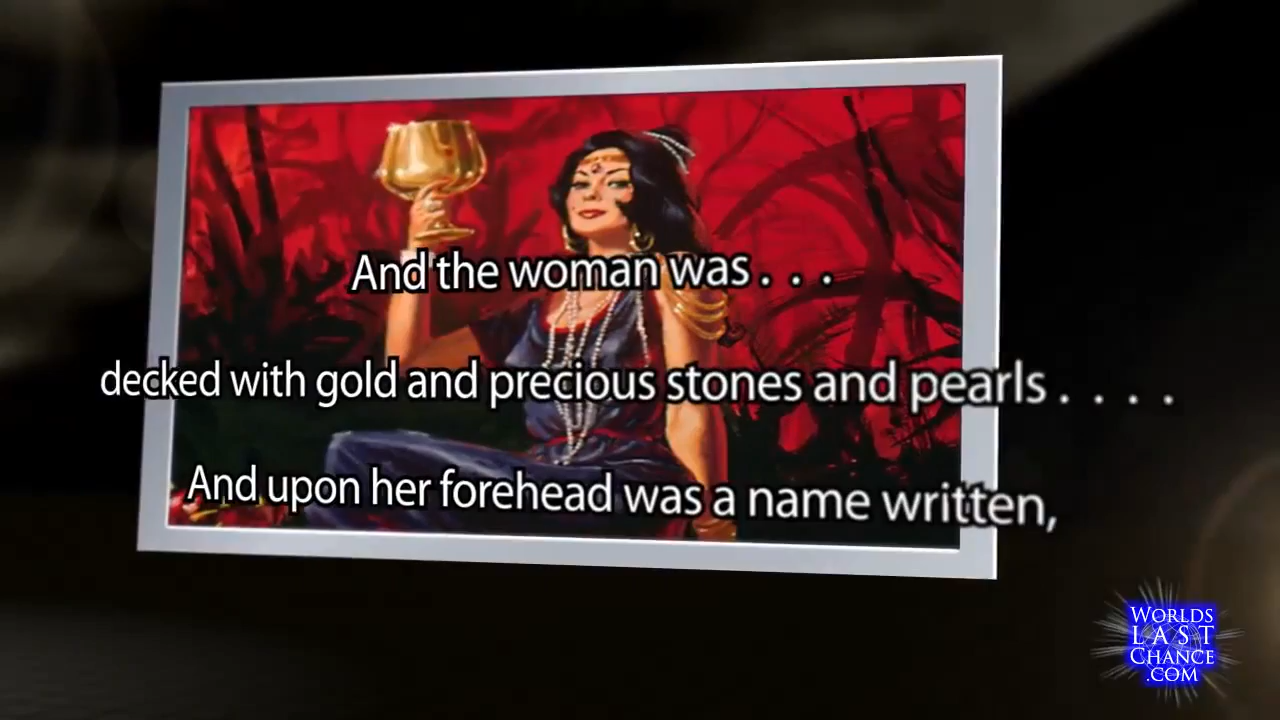 And the woman was . . .
decked with gold and precious stones and pearls . . . .
And upon her forehead was a name written,
WORLDS
LAST
CHANCE
.COM